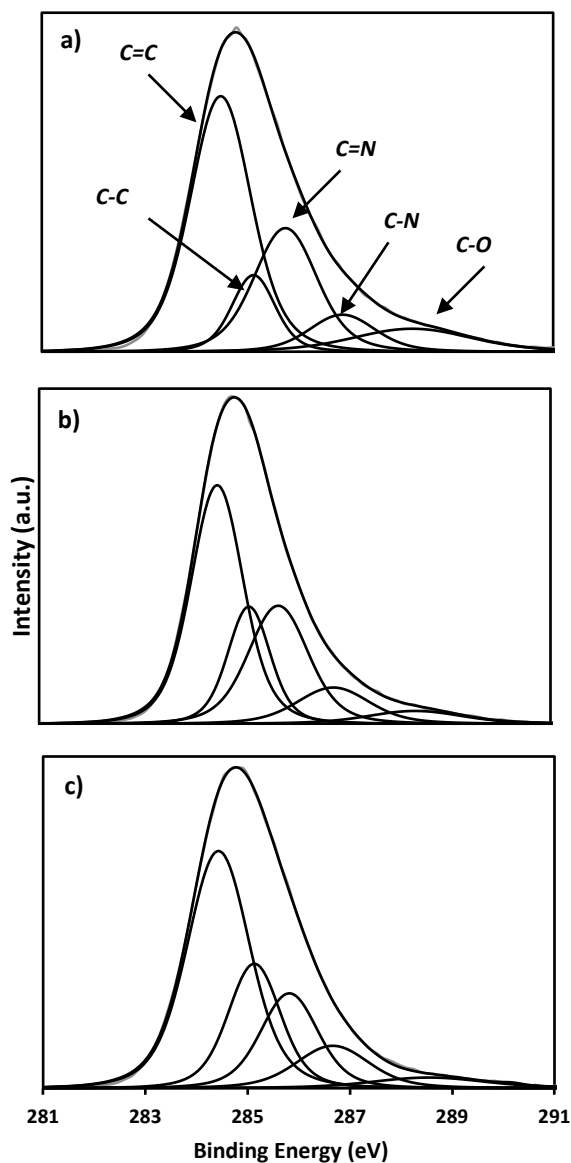 a)
C=C
C=N
C-C
C-N
C-O
b)
Intensity (a.u.)
c)
281 283 285 287 289 291
Binding Energy (eV)